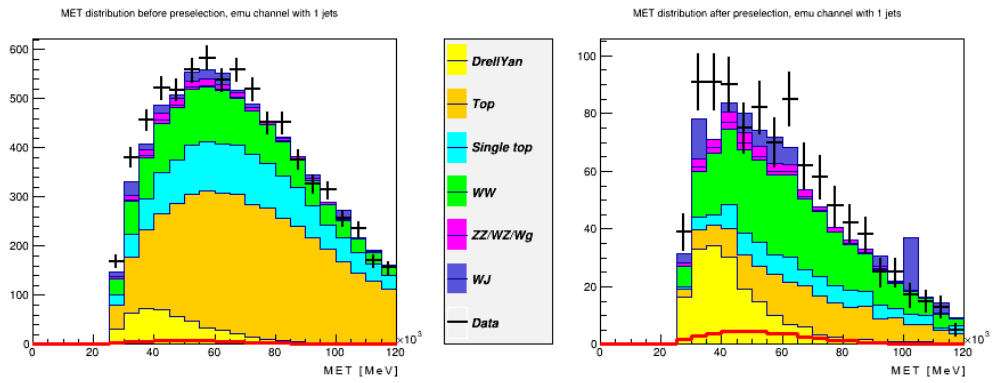 MET distribution before preselection, emu channel with 1 jets
600
500
400
300
200
100
0
0 20 40 60 80 100 120
×10³
MET [MeV]
DrellYan
Top
Single top
WW
ZZ/WZ/Wg
WJ
Data
MET distribution after preselection, emu channel with 1 jets
100
80
60
40
20
0
0 20 40 60 80 100 120
×10³
MET [MeV]